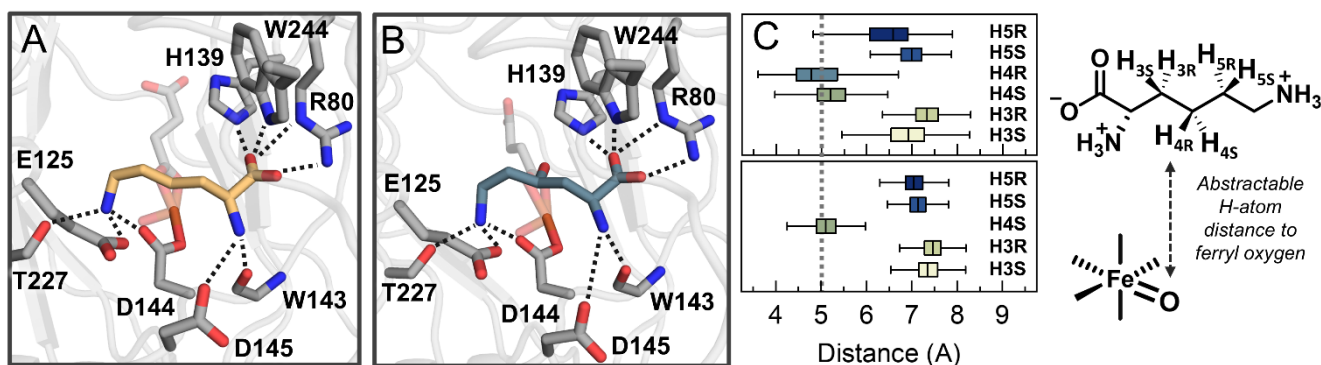 A
W244
H139
R80
E125
T227
D144
W143
D145
B
W244
H139
R80
E125
T227
D144
W143
D145
C
H5R
H5S
H4R
H4S
H3R
H3S
H5R
H5S
H4S
H3R
H3S
4 5 6 7 8 9
Distance (A)
O
⁻O
H₃N⁺
H3S
H3R
H5R
H5S
⁺NH₃
H4R
H4S
Abstractable
H-atom
distance to
ferryl oxygen
Fe
O